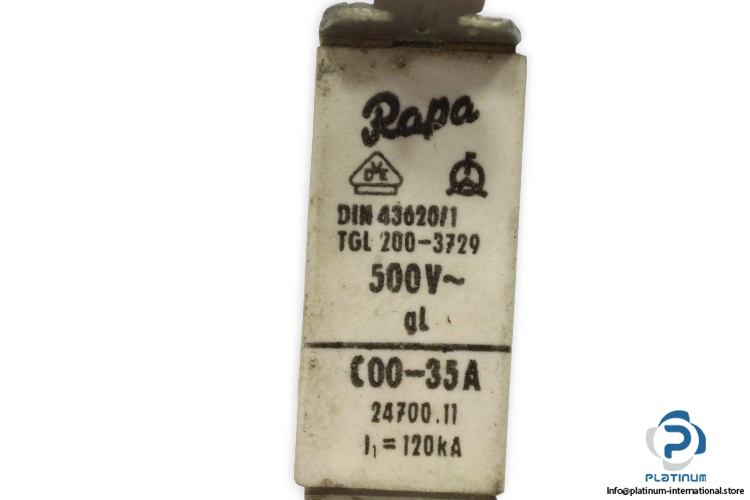 Rapa
VDE
DIN 43620/1
TGL 200-3729
500V~
gL
C00-35A
24700.11
I₁ = 120kA
PLATINUM
Info@platinum-international.store